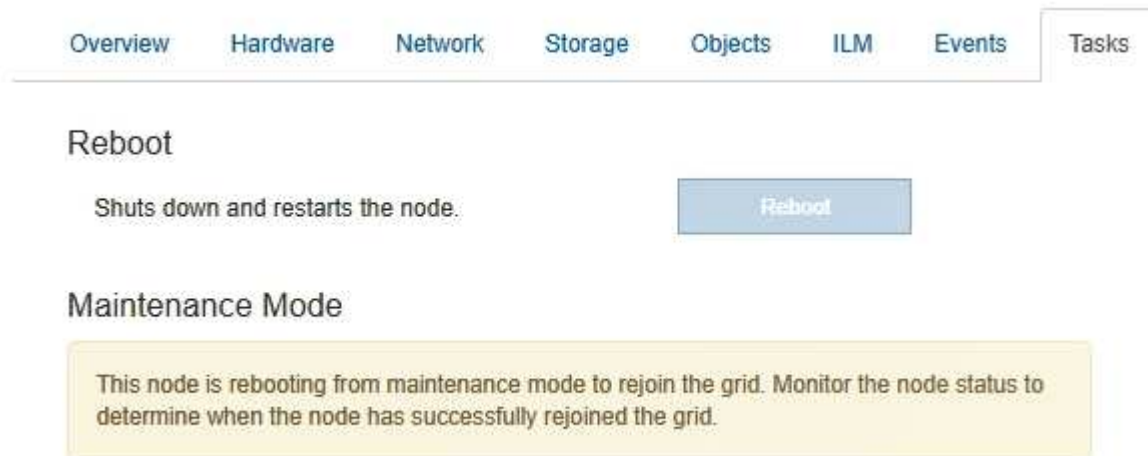 Overview Hardware Network Storage Objects ILM Events Tasks
Reboot
Shuts down and restarts the node. Reboot
Maintenance Mode
This node is rebooting from maintenance mode to rejoin the grid. Monitor the node status to
determine when the node has successfully rejoined the grid.